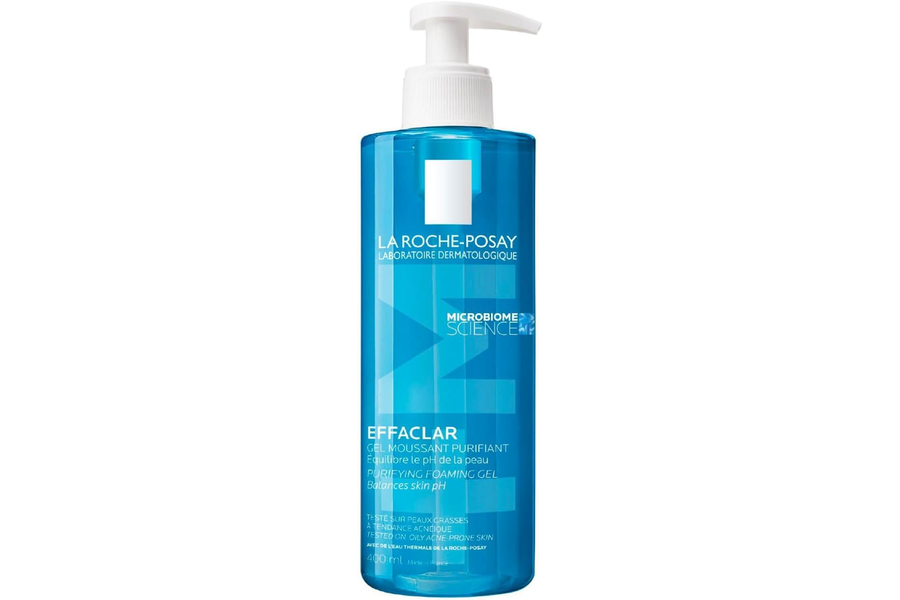 LA ROCHE-POSAY
LABORATOIRE DERMATOLOGIQUE
MICROBIOME
SCIENCE
EFFACLAR
GEL MOUSSANT PURIFIANT
Équilibre le pH de la peau
PURIFYING FOAMING GEL
Balances skin pH
TESTÉ SUR PEAUX GRASSES
À TENDANCE ACNÉIQUE
TESTED ON OILY ACNE-PRONE SKIN
AVEC DE L'EAU THERMALE DE LA ROCHE-POSAY
400 ml